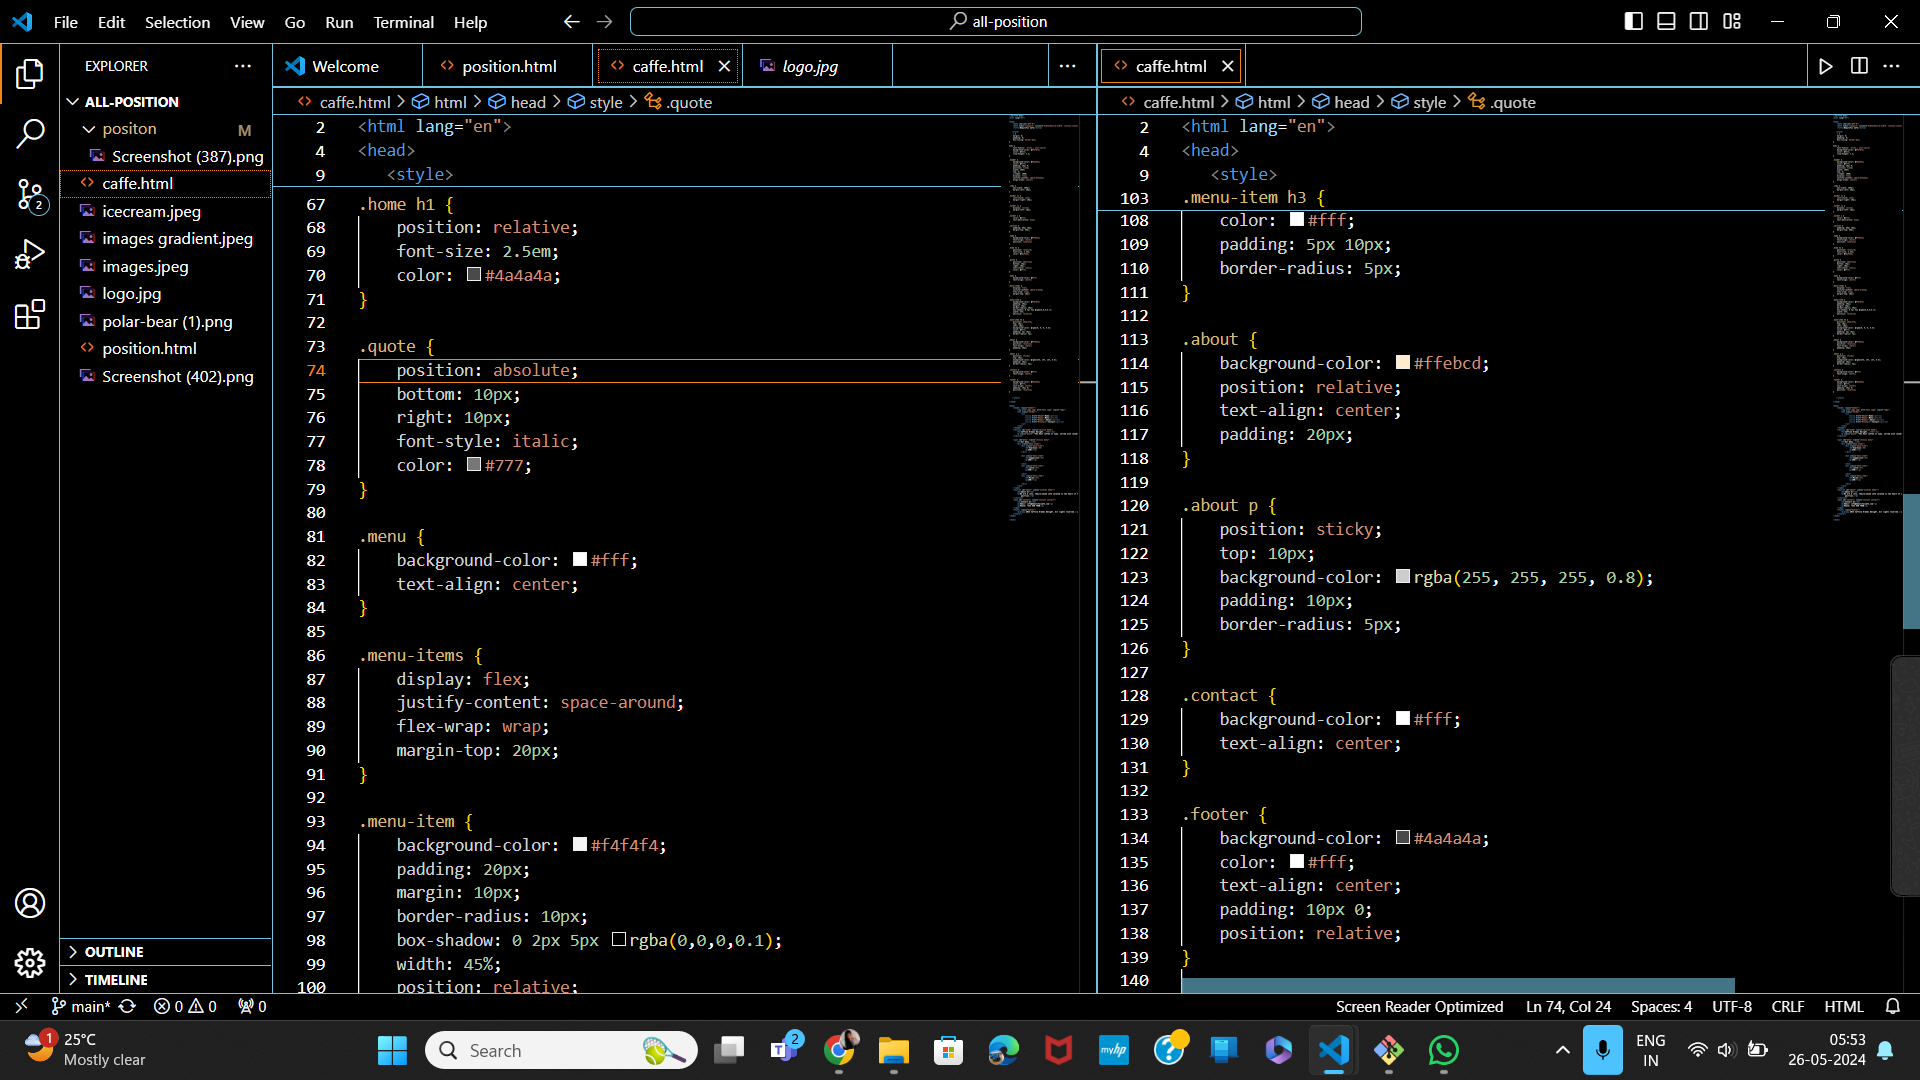 File Edit Selection View Go Run Terminal Help
all-position
EXPLORER
ALL-POSITION
positon M
Screenshot (387).png
caffe.html
icecream.jpeg
images gradient.jpeg
images.jpeg
logo.jpg
polar-bear (1).png
position.html
Screenshot (402).png
OUTLINE
TIMELINE
2
Welcome position.html caffe.html logo.jpg
caffe.html > html > head > style > .quote
2 <html lang="en">
4 <head>
9 <style>
67 .home h1 {
68 position: relative;
69 font-size: 2.5em;
70 color: #4a4a4a;
71 }
72
73 .quote {
74 position: absolute;
75 bottom: 10px;
76 right: 10px;
77 font-style: italic;
78 color: #777;
79 }
80
81 .menu {
82 background-color: #fff;
83 text-align: center;
84 }
85
86 .menu-items {
87 display: flex;
88 justify-content: space-around;
89 flex-wrap: wrap;
90 margin-top: 20px;
91 }
92
93 .menu-item {
94 background-color: #f4f4f4;
95 padding: 20px;
96 margin: 10px;
97 border-radius: 10px;
98 box-shadow: 0 2px 5px rgba(0,0,0,0.1);
99 width: 45%;
100 position: relative;
caffe.html
caffe.html > html > head > style > .quote
2 <html lang="en">
4 <head>
9 <style>
103 .menu-item h3 {
108 color: #fff;
109 padding: 5px 10px;
110 border-radius: 5px;
111 }
112
113 .about {
114 background-color: #ffebcd;
115 position: relative;
116 text-align: center;
117 padding: 20px;
118 }
119
120 .about p {
121 position: sticky;
122 top: 10px;
123 background-color: rgba(255, 255, 255, 0.8);
124 padding: 10px;
125 border-radius: 5px;
126 }
127
128 .contact {
129 background-color: #fff;
130 text-align: center;
131 }
132
133 .footer {
134 background-color: #4a4a4a;
135 color: #fff;
136 text-align: center;
137 padding: 10px 0;
138 position: relative;
139 }
140
main* 0 0 0 Screen Reader Optimized Ln 74, Col 24 Spaces: 4 UTF-8 CRLF HTML
1 25°C
Mostly clear
Search
T 2
myhp
?
ENG
IN
05:53
26-05-2024